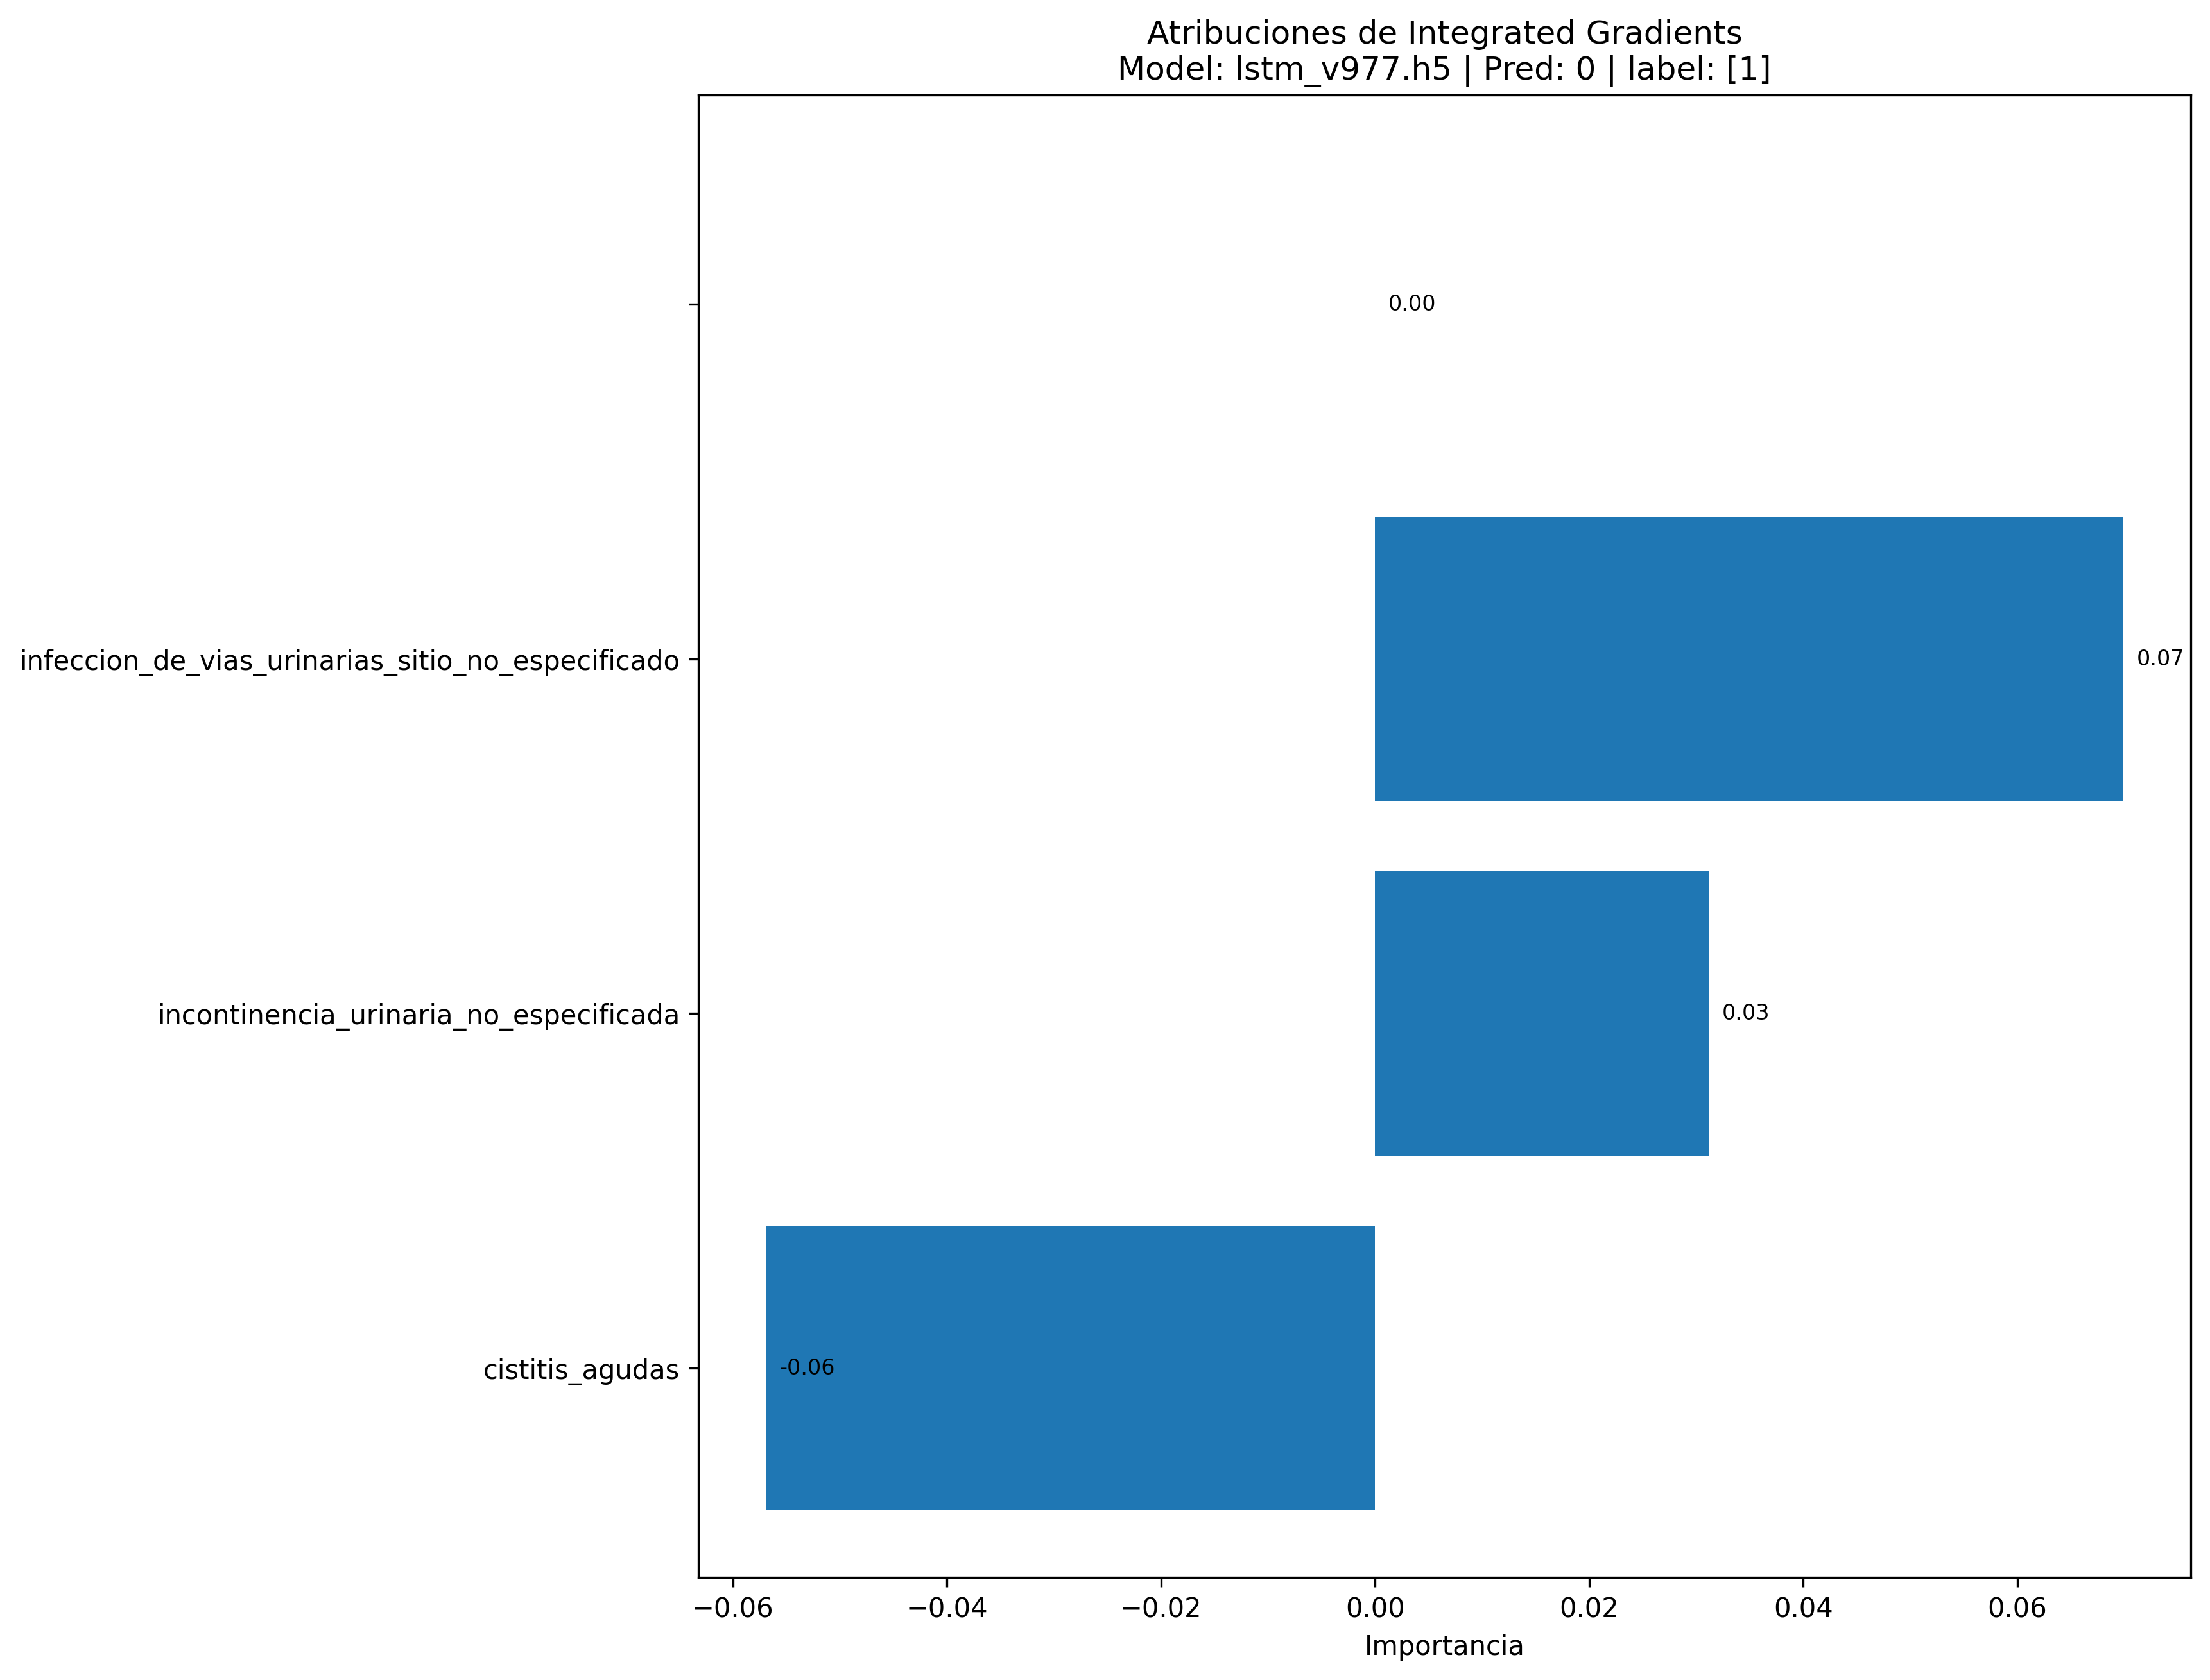 Atribuciones de Integrated Gradients
Model: lstm_v977.h5 | Pred: 0 | label: [1]
0.00
infeccion_de_vias_urinarias_sitio_no_especificado
0.07
incontinencia_urinaria_no_especificada
0.03
cistitis_agudas
-0.06
−0.06 −0.04 −0.02 0.00 0.02 0.04 0.06
Importancia